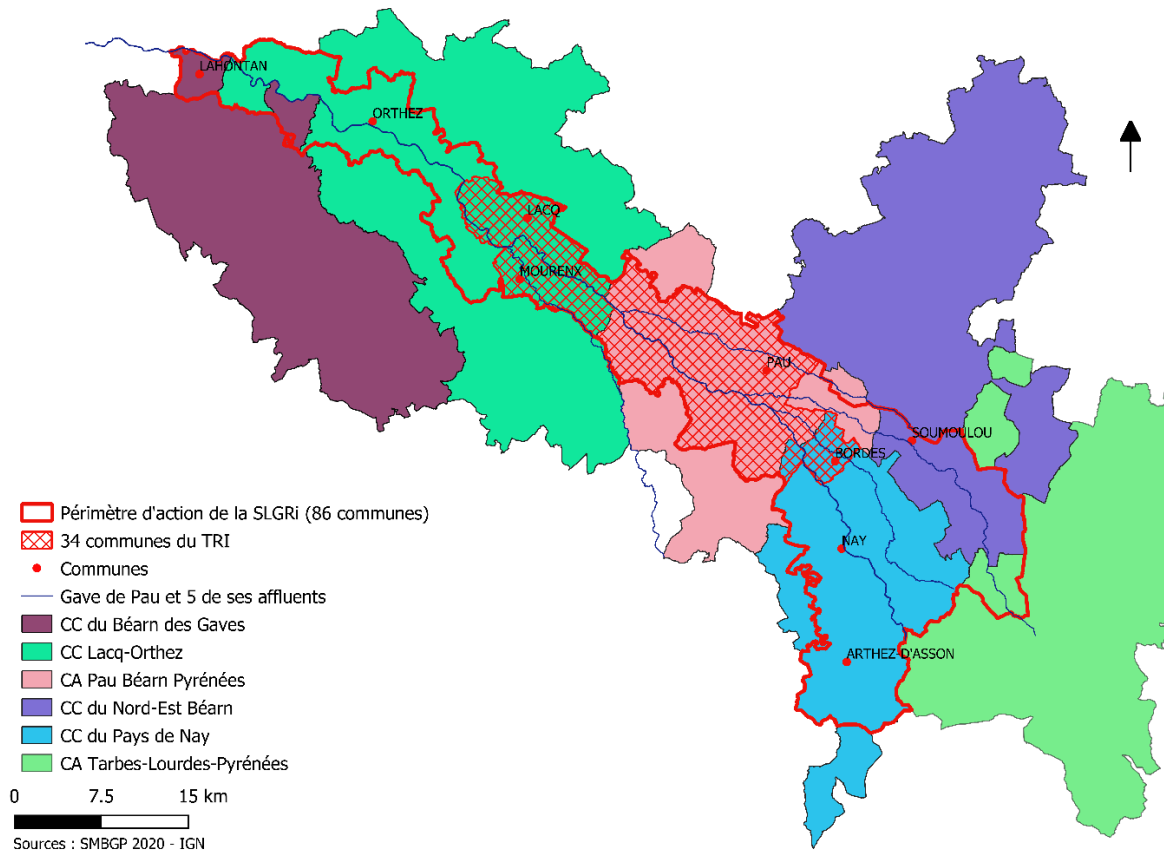 LAHONTAN
ORTHEZ
LACQ
MOURENX
PAU
SOUMOULOU
BORDES
NAY
ARTHEZ-D'ASSON
Périmètre d'action de la SLGRi (86 communes)
34 communes du TRI
Communes
Gave de Pau et 5 de ses affluents
CC du Béarn des Gaves
CC Lacq-Orthez
CA Pau Béarn Pyrénées
CC du Nord-Est Béarn
CC du Pays de Nay
CA Tarbes-Lourdes-Pyrénées
0 7.5 15 km
Sources : SMBGP 2020 - IGN